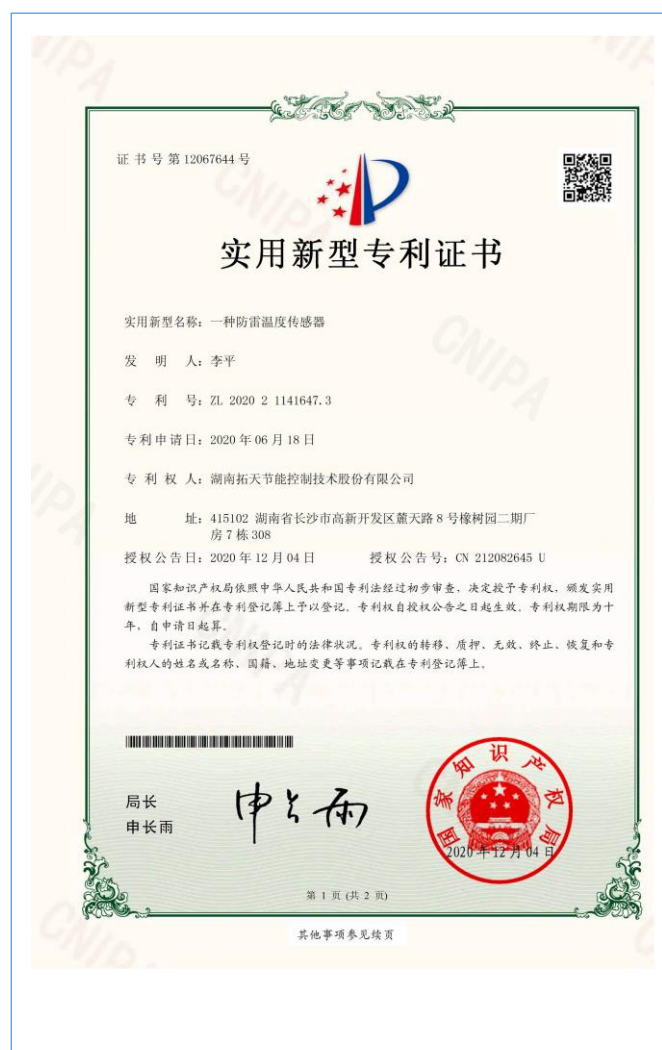 证书号第12067644号
实用新型专利证书
实用新型名称：一种防雷温度传感器
发明人：李平
专利号：ZL 2020 2 1141647.3
专利申请日：2020年06月18日
专利权人：湖南拓天节能控制技术股份有限公司
地址：415102 湖南省长沙市高新开发区麓天路8号橡树园二期厂
房7栋308
授权公告日：2020年12月04日 授权公告号：CN 212082645 U
国家知识产权局依照中华人民共和国专利法经过初步审查，决定授予专利权，颁发实用
新型专利证书并在专利登记簿上予以登记。专利权自授权公告之日起生效。专利权期限为十
年，自申请日起算。
专利证书记载专利权登记时的法律状况。专利权的转移、质押、无效、终止、恢复和专
利权人的姓名或名称、国籍、地址变更等事项记载在专利登记簿上。
局长
申长雨
申长雨
国家知识产权局
2020年12月04日
第 1 页 (共 2 页)
其他事项参见续页
CNIPA
CNIPA
CNIPA